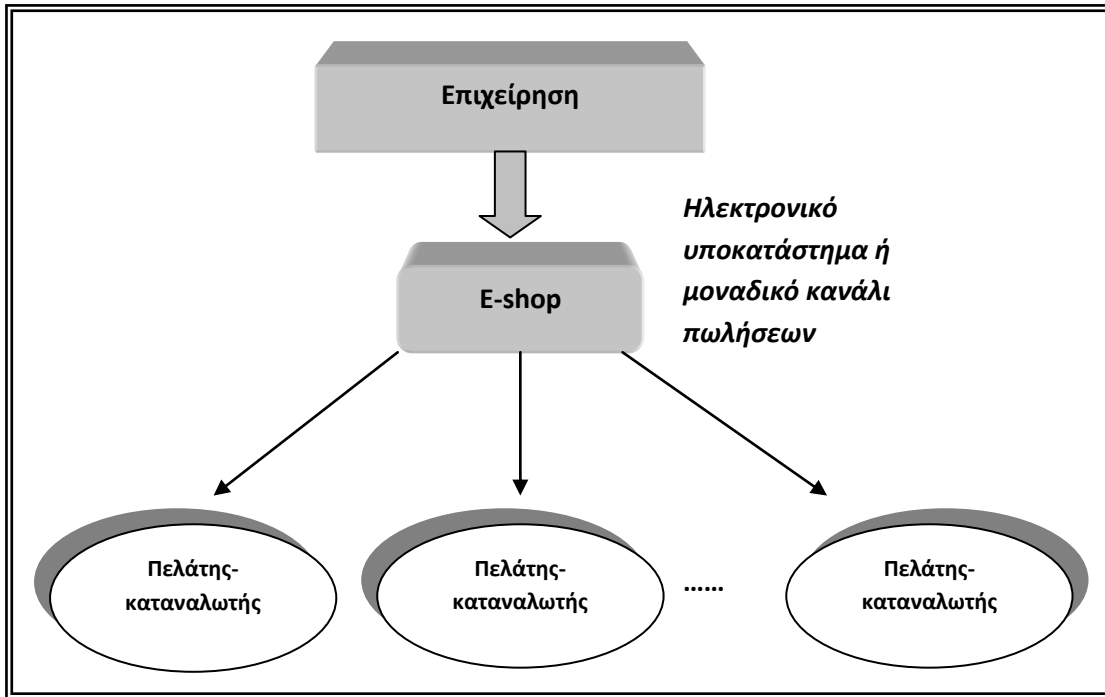 Επιχείρηση
Ηλεκτρονικό
υποκατάστημα ή
μοναδικό κανάλι
πωλήσεων
E-shop
Πελάτης-
καταναλωτής
Πελάτης-
καταναλωτής
......
Πελάτης-
καταναλωτής